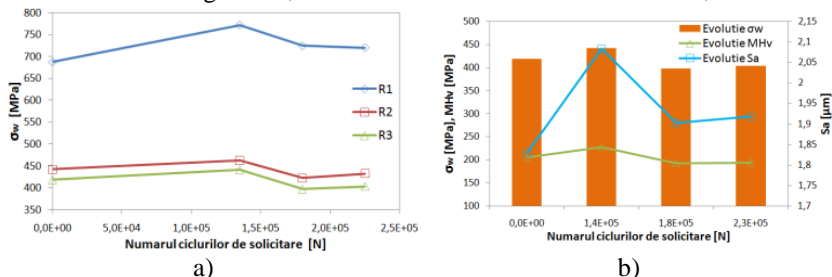 800
750
700
650
600
550
500
450
400
350
σw [MPa]
R1
R2
R3
0,0E+00 5,0E+04 1,0E+05 1,5E+05 2,0E+05 2,5E+05
Numarul ciclurilor de solicitare [N]
a)
500
450
400
350
300
250
200
150
100
σw [MPa], MHv [MPa]
Evolutie σw
Evolutie MHv
Evolutie Sa
2,15
2,1
2,05
2
1,95
1,9
1,85
1,8
1,75
1,7
Sa [µm]
0,0E+00 1,4E+05 1,8E+05 2,3E+05
Numarul ciclurilor de solicitare [N]
b)